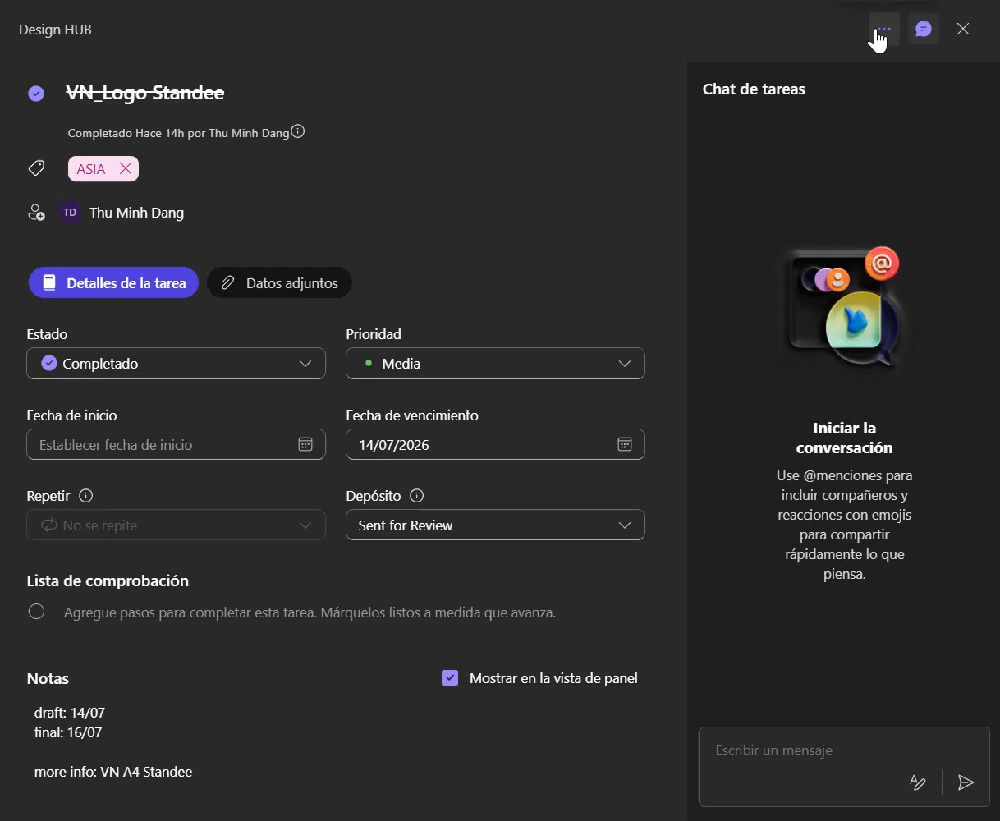 Design HUB
VN_Logo Standee
Completado Hace 14h por Thu Minh Dang
ASIA
TD Thu Minh Dang
Detalles de la tarea
Datos adjuntos
Estado
Completado
Prioridad
Media
Fecha de inicio
Establecer fecha de inicio
Fecha de vencimiento
14/07/2026
Repetir
No se repite
Depósito
Sent for Review
Lista de comprobación
Agregue pasos para completar esta tarea. Márquelos listos a medida que avanza.
Notas
Mostrar en la vista de panel
draft: 14/07
final: 16/07
more info: VN A4 Standee
Chat de tareas
@
Iniciar la
conversación
Use @menciones para
incluir compañeros y
reacciones con emojis
para compartir
rápidamente lo que
piensa.
Escribir un mensaje